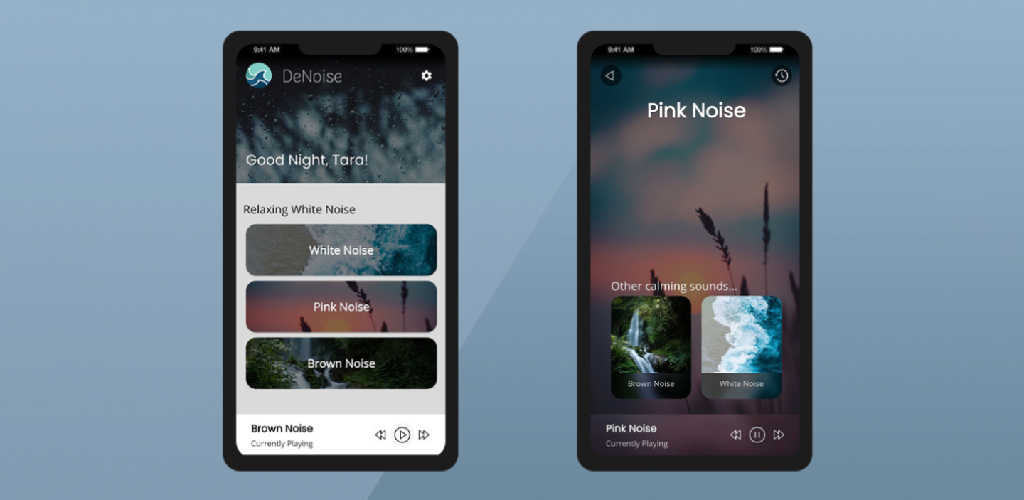 9:41 AM 100%
DeNoise
Good Night, Tara!
Relaxing White Noise
White Noise
Pink Noise
Brown Noise
Brown Noise
Currently Playing
9:41 AM 100%
Pink Noise
Other calming sounds...
Brown Noise White Noise
Pink Noise
Currently Playing